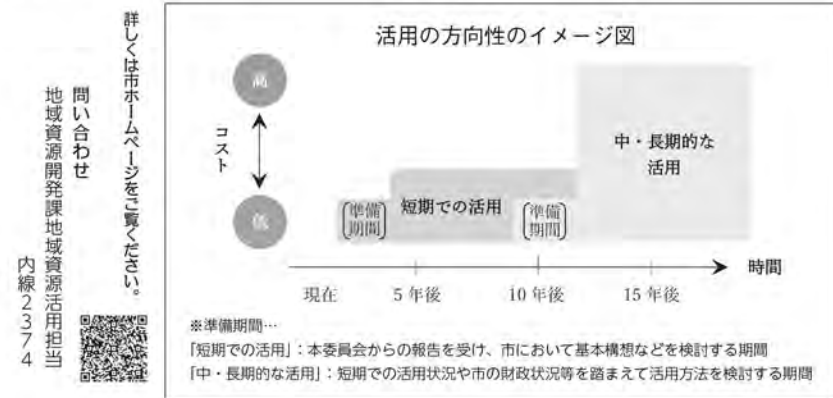 詳しくは市ホームページをご覧ください。
問い合わせ
地域資源開発課地域資源活用担当
内線2374
活用の方向性のイメージ図
高
コスト
低
準備
期間
短期での活用
準備
期間
中・長期的な
活用
時間
現在
5年後
10年後
15年後
※準備期間…
「短期での活用」：本委員会からの報告を受け、市において基本構想などを検討する期間
「中・長期的な活用」：短期での活用状況や市の財政状況等を踏まえて活用方法を検討する期間